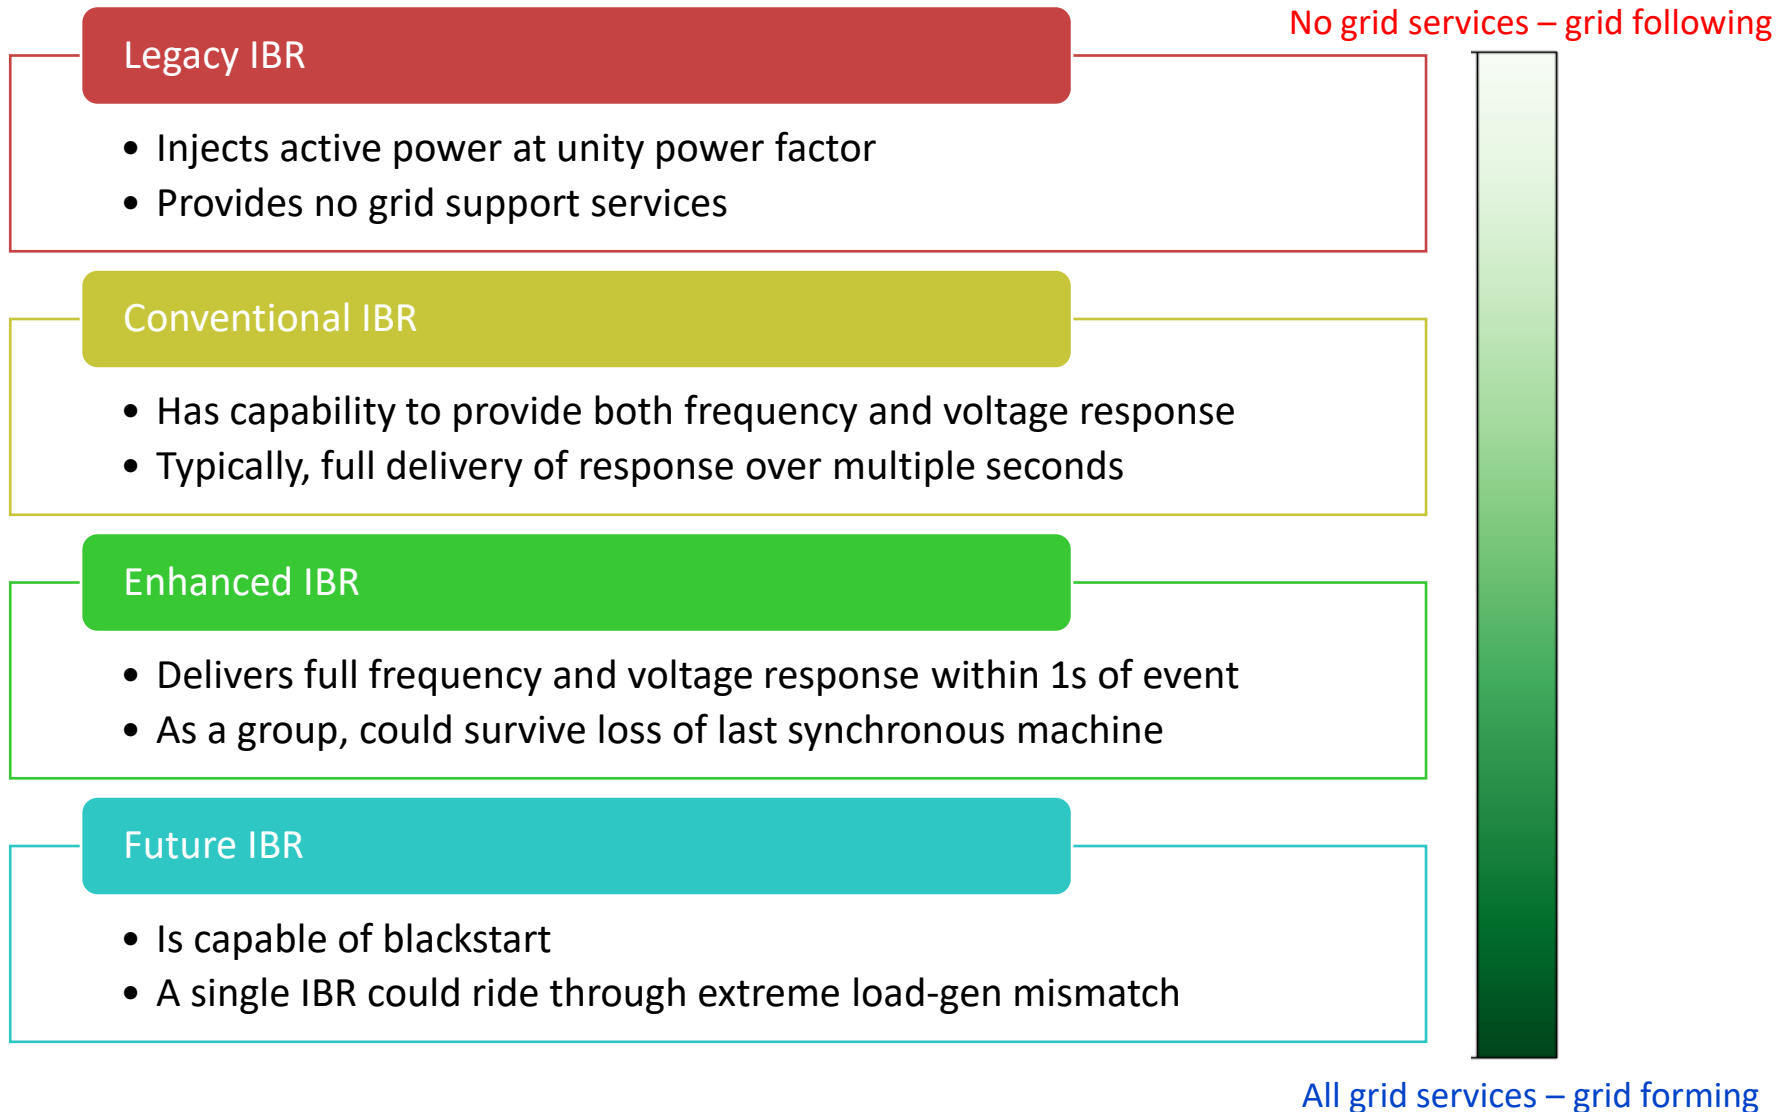 No grid services – grid following
Legacy IBR
• Injects active power at unity power factor
• Provides no grid support services
Conventional IBR
• Has capability to provide both frequency and voltage response
• Typically, full delivery of response over multiple seconds
Enhanced IBR
• Delivers full frequency and voltage response within 1s of event
• As a group, could survive loss of last synchronous machine
Future IBR
• Is capable of blackstart
• A single IBR could ride through extreme load-gen mismatch
All grid services – grid forming